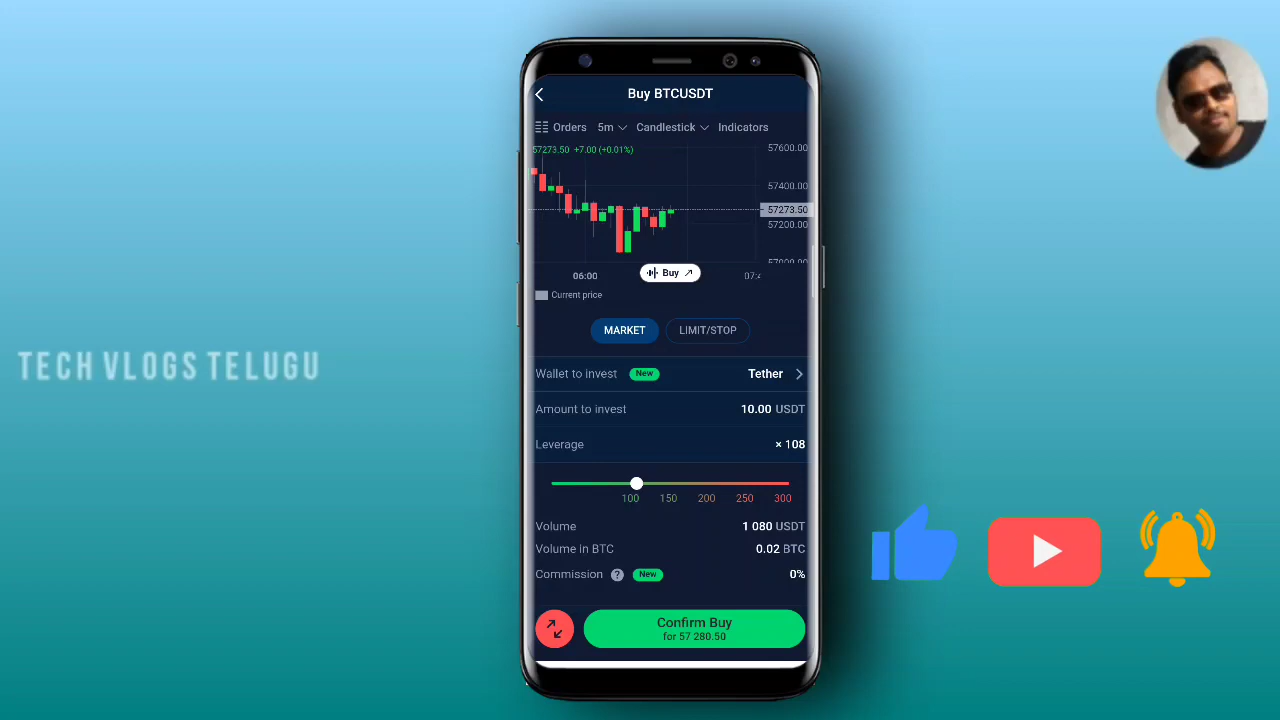 Buy BTCUSDT
Orders 5m Candlestick Indicators
57273.50 +7.00 (+0.01%)
57600.00
57400.00
57273.50
57200.00
57000.00
06:00
Buy
Current price
MARKET LIMIT/STOP
TECH VLOGS TELUGU
Wallet to invest New Tether
Amount to invest 10.00 USDT
Leverage × 108
100 150 200 250 300
Volume 1 080 USDT
Volume in BTC 0.02 BTC
Commission ? New 0%
Confirm Buy
for 57 280.50